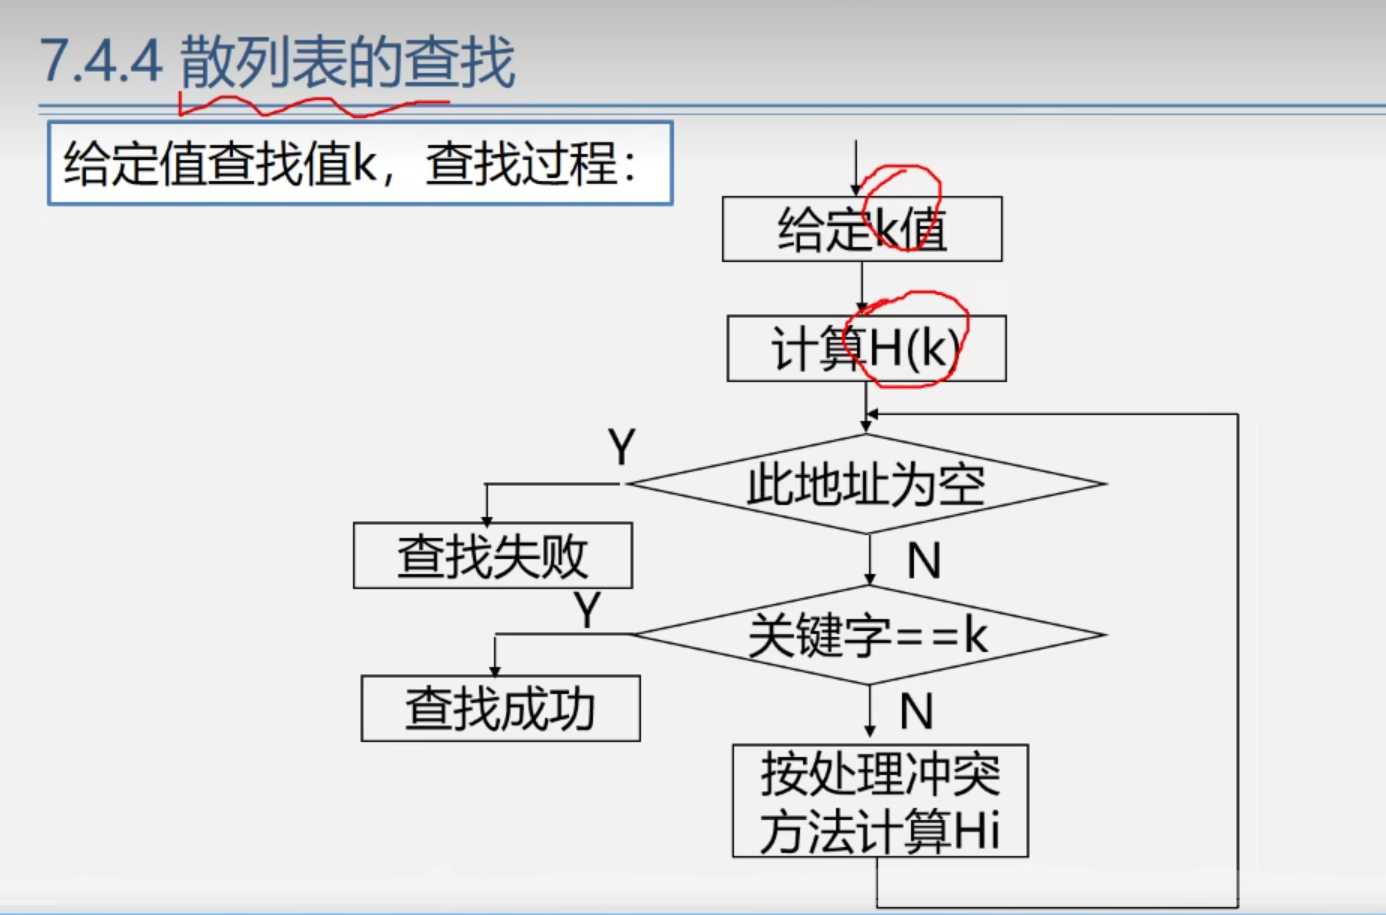 7.4.4 散列表的查找
给定值查找值k，查找过程：
给定k值
计算H(k)
Y
此地址为空
查找失败
N
Y
关键字==k
查找成功
N
按处理冲突
方法计算Hi